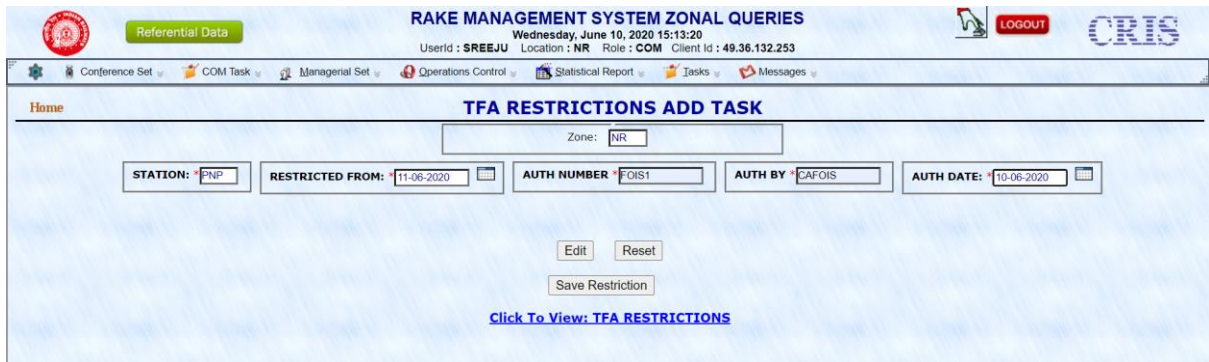 Referential Data
RAKE MANAGEMENT SYSTEM ZONAL QUERIES
Wednesday, June 10, 2020 15:13:20
UserId : SREEJU Location : NR Role : COM Client Id : 49.36.132.253
LOGOUT
CRIS
Conference Set COM Task Managerial Set Operations Control Statistical Report Tasks Messages
Home
TFA RESTRICTIONS ADD TASK
Zone: NR
STATION: *PNP RESTRICTED FROM: *11-06-2020 AUTH NUMBER *FOIS1 AUTH BY *CAFOIS AUTH DATE: *10-06-2020
Edit Reset
Save Restriction
Click To View: TFA RESTRICTIONS